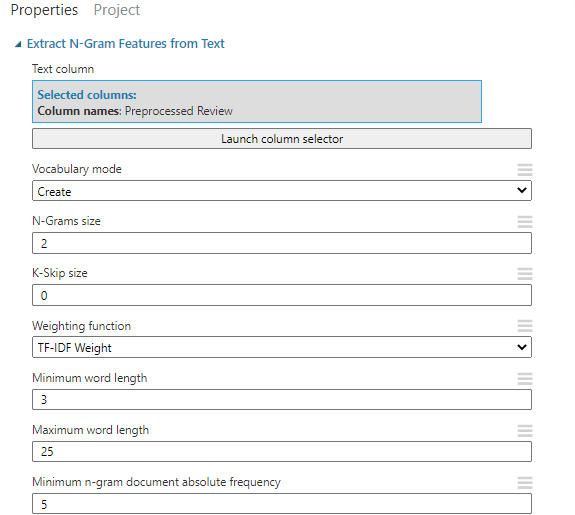 Properties Project
Extract N-Gram Features from Text
Text column
Selected columns:
Column names: Preprocessed Review
Launch column selector
Vocabulary mode
Create
N-Grams size
2
K-Skip size
0
Weighting function
TF-IDF Weight
Minimum word length
3
Maximum word length
25
Minimum n-gram document absolute frequency
5